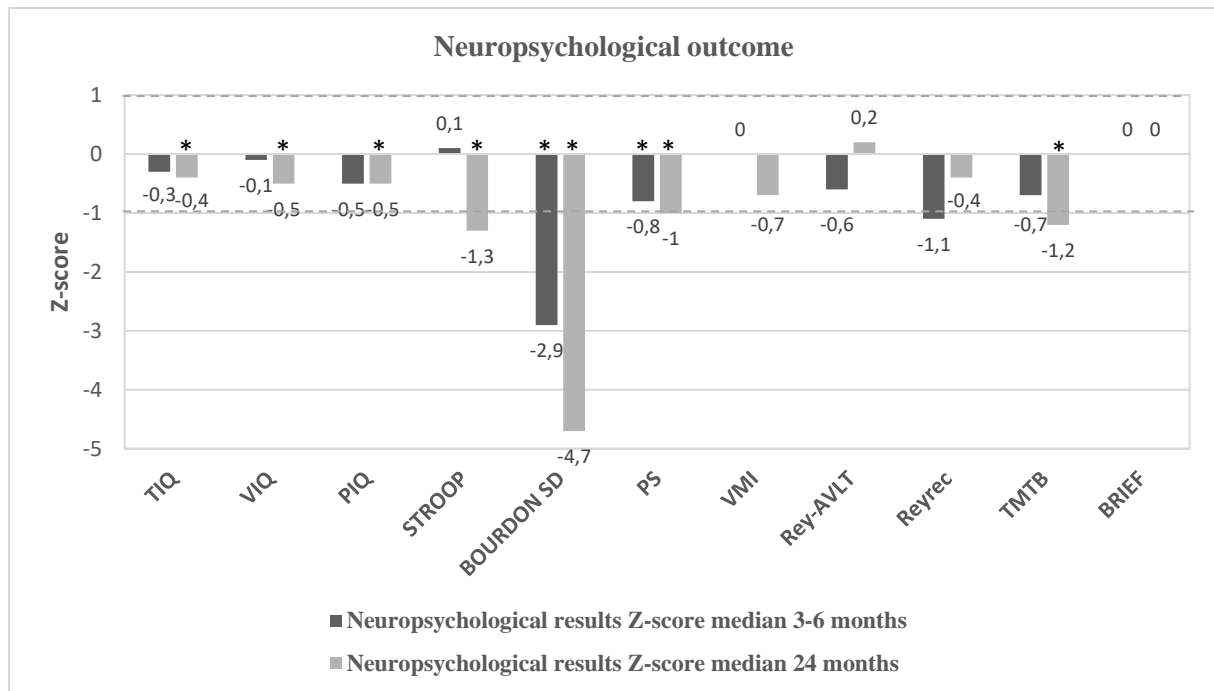 Neuropsychological outcome
1
0
-1
-2
-3
-4
-5
Z-score
-0,3
* -0,4
-0,1
* -0,5
-0,5
* -0,5
0,1
* -1,3
* -2,9
* -4,7
* -0,8
* -1
0
-0,7
-0,6
0,2
-1,1
-0,4
-0,7
* -1,2
0
0
TIQ
VIQ
PIQ
STROOP
BOURDON SD
PS
VMI
Rey-AVLT
Reyrec
TMTB
BRIEF
Neuropsychological results Z-score median 3-6 months
Neuropsychological results Z-score median 24 months